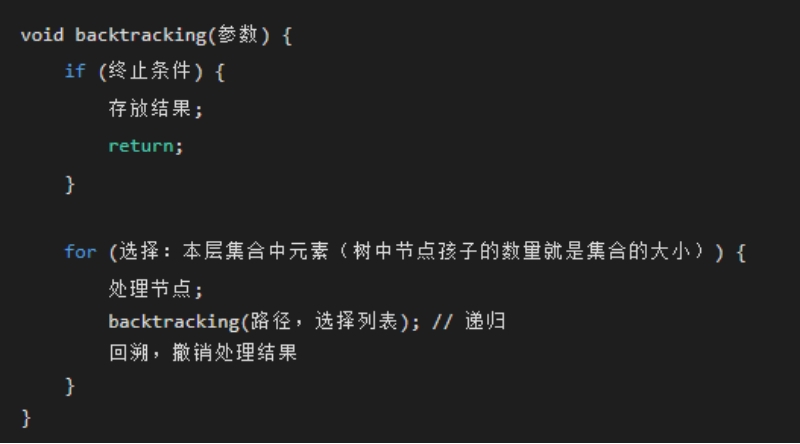 void backtracking(参数) {
if (终止条件) {
存放结果;
return;
}
for (选择：本层集合中元素（树中节点孩子的数量就是集合的大小）) {
处理节点;
backtracking(路径，选择列表); // 递归
回溯，撤销处理结果
}
}